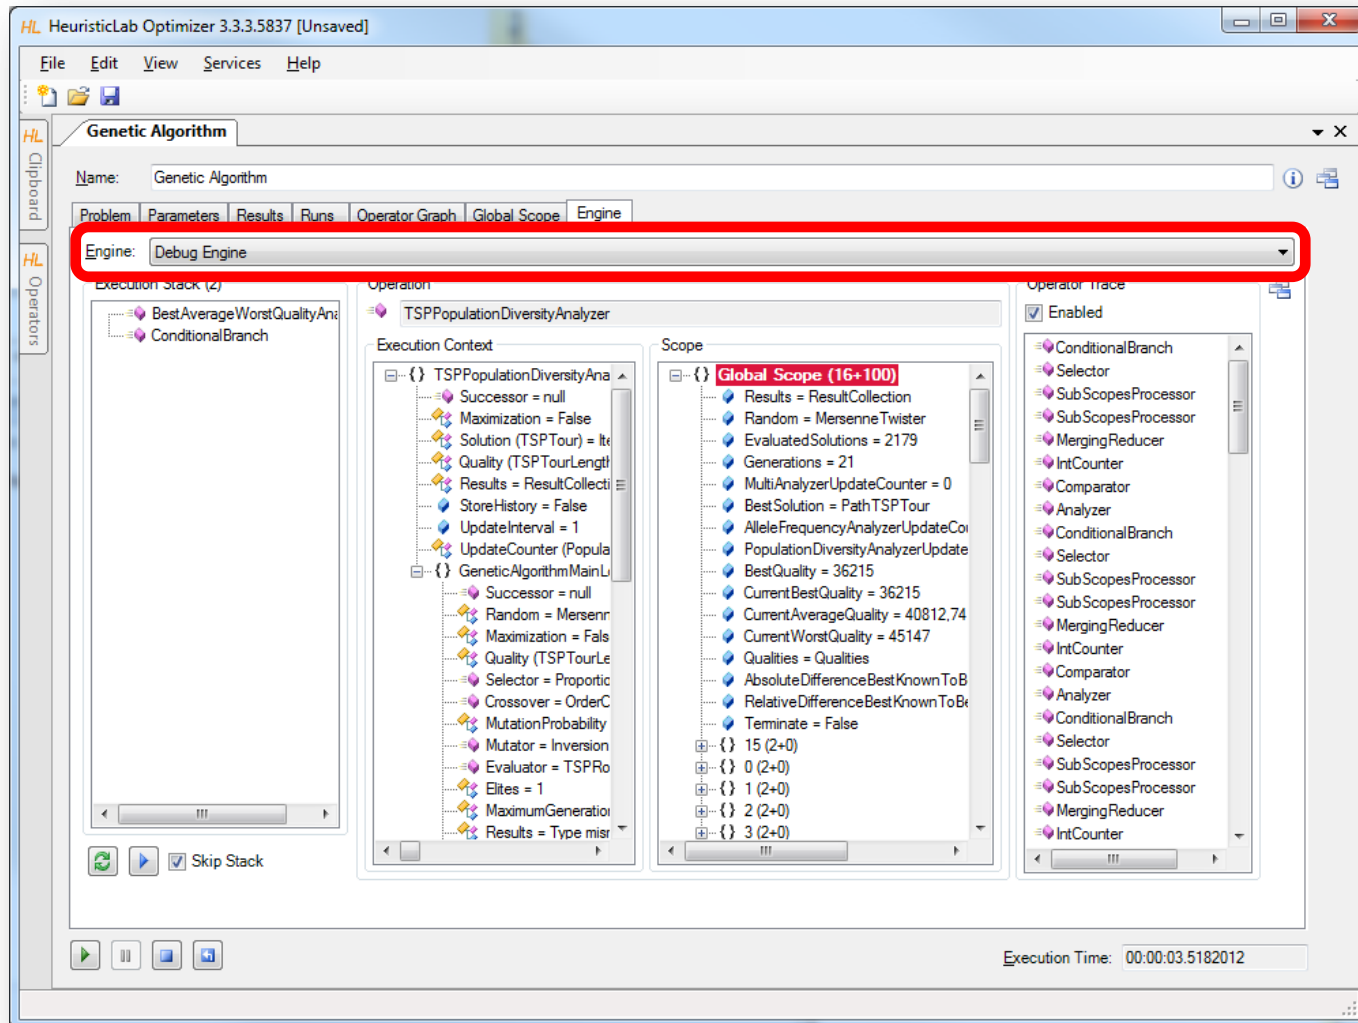 HL HeuristicLab Optimizer 3.3.3.5837 [Unsaved]
File Edit View Services Help
HL Clipboard
HL Operators
Genetic Algorithm
Name: Genetic Algorithm
Problem Parameters Results Runs Operator Graph Global Scope Engine
Engine: Debug Engine
Execution Stack (2)
BestAverageWorstQualityAna
ConditionalBranch
Skip Stack
Operation
TSPPopulationDiversityAnalyzer
Execution Context
{} TSPPopulationDiversityAna
Successor = null
Maximization = False
Solution (TSPTour) = Ite
Quality (TSPTourLength
Results = ResultCollecti
StoreHistory = False
UpdateInterval = 1
UpdateCounter (Popula
{} GeneticAlgorithmMainL
Successor = null
Random = Mersenn
Maximization = Fals
Quality (TSPTourLe
Selector = Proportic
Crossover = OrderC
MutationProbability
Mutator = Inversion
Evaluator = TSPRo
Elites = 1
MaximumGeneration
Results = Type misr
Scope
{} Global Scope (16+100)
Results = ResultCollection
Random = MersenneTwister
EvaluatedSolutions = 2179
Generations = 21
MultiAnalyzerUpdateCounter = 0
BestSolution = PathTSPTour
AlleleFrequencyAnalyzerUpdateCou
PopulationDiversityAnalyzerUpdate
BestQuality = 36215
CurrentBestQuality = 36215
CurrentAverageQuality = 40812,74
CurrentWorstQuality = 45147
Qualities = Qualities
AbsoluteDifferenceBestKnownToB
RelativeDifferenceBestKnownToBe
Terminate = False
{} 15 (2+0)
{} 0 (2+0)
{} 1 (2+0)
{} 2 (2+0)
{} 3 (2+0)
Operator Trace
Enabled
ConditionalBranch
Selector
SubScopesProcessor
SubScopesProcessor
MergingReducer
IntCounter
Comparator
Analyzer
ConditionalBranch
Selector
SubScopesProcessor
SubScopesProcessor
MergingReducer
IntCounter
Comparator
Analyzer
ConditionalBranch
Selector
SubScopesProcessor
SubScopesProcessor
MergingReducer
IntCounter
Execution Time: 00:00:03.5182012